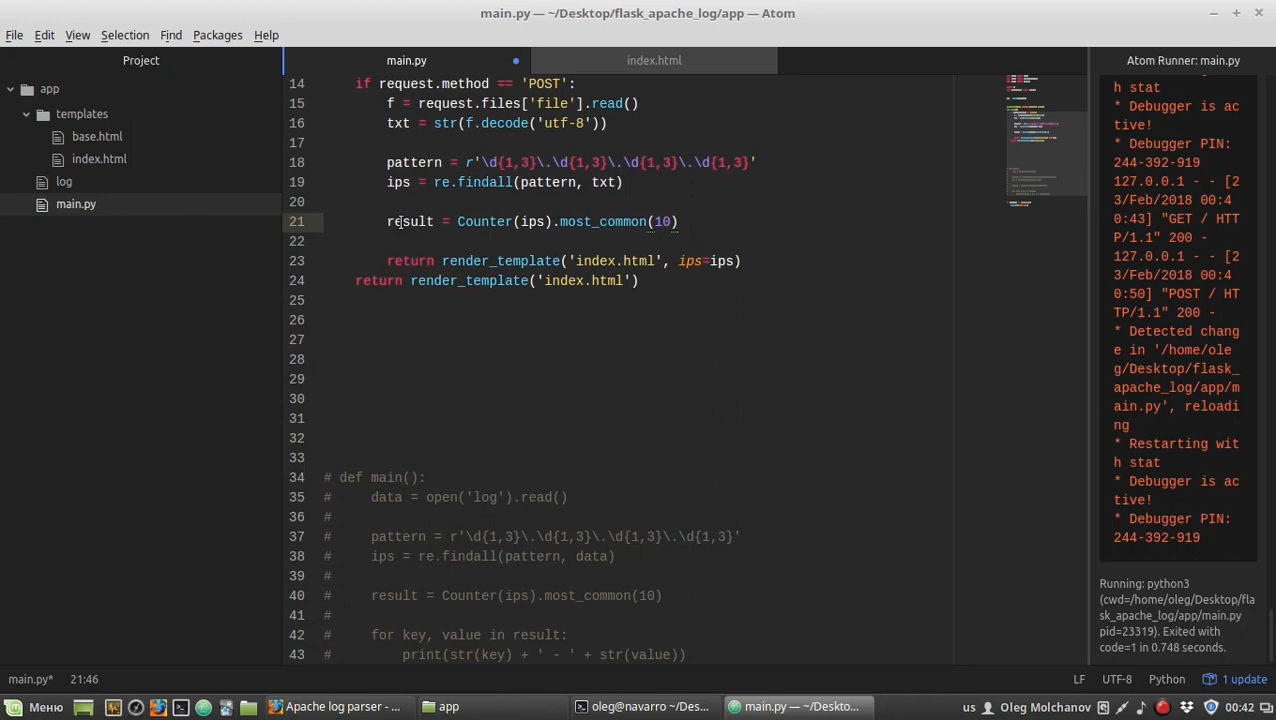 main.py — ~/Desktop/flask_apache_log/app — Atom
File Edit View Selection Find Packages Help
Project
main.py
index.html
Atom Runner: main.py
app
templates
base.html
index.html
log
main.py
14 if request.method == 'POST':
15 f = request.files['file'].read()
16 txt = str(f.decode('utf-8'))
17
18 pattern = r'\d{1,3}\.\d{1,3}\.\d{1,3}\.\d{1,3}'
19 ips = re.findall(pattern, txt)
20
21 result = Counter(ips).most_common(10)
22
23 return render_template('index.html', ips=ips)
24 return render_template('index.html')
25
26
27
28
29
30
31
32
33
34 # def main():
35 # data = open('log').read()
36 #
37 # pattern = r'\d{1,3}\.\d{1,3}\.\d{1,3}\.\d{1,3}'
38 # ips = re.findall(pattern, data)
39 #
40 # result = Counter(ips).most_common(10)
41 #
42 # for key, value in result:
43 # print(str(key) + ' - ' + str(value))
h stat
* Debugger is ac
tive!
* Debugger PIN:
244-392-919
127.0.0.1 - - [2
3/Feb/2018 00:4
0:43] "GET / HT
TP/1.1" 200 -
127.0.0.1 - - [2
3/Feb/2018 00:4
0:50] "POST / HT
TP/1.1" 200 -
* Detected chang
e in '/home/ole
g/Desktop/flask_
apache_log/app/m
ain.py', reloadi
ng
* Restarting wit
h stat
* Debugger is ac
tive!
* Debugger PIN:
244-392-919
Running: python3
(cwd=/home/oleg/Desktop/fla
sk_apache_log/app/main.py
pid=23319). Exited with
code=1 in 0.748 seconds.
main.py* 21:46
LF UTF-8 Python 1 update
Меню
Apache log parser - ...
app
oleg@navarro ~/Des...
main.py — ~/Deskto...
us Oleg Molchanov
00:42